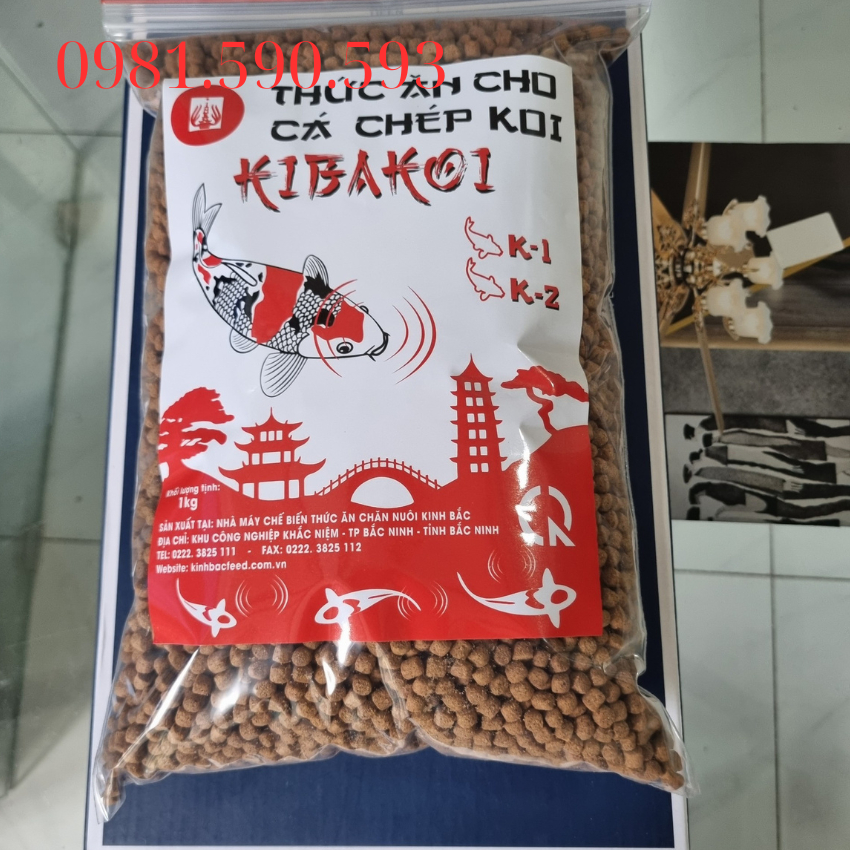 0981.590.593
THỨC ĂN CHO
CÁ CHÉP KOI
KIBAKOI
K-1
K-2
Khối lượng tịnh:
1kg
SẢN XUẤT TẠI: NHÀ MÁY CHẾ BIẾN THỨC ĂN CHĂN NUÔI KINH BẮC
ĐỊA CHỈ: KHU CÔNG NGHIỆP KHẮC NIỆM - TP BẮC NINH - TỈNH BẮC NINH
TEL: 0222. 3825 111 - FAX: 0222. 3825 112
Website: kinhbacfeed.com.vn